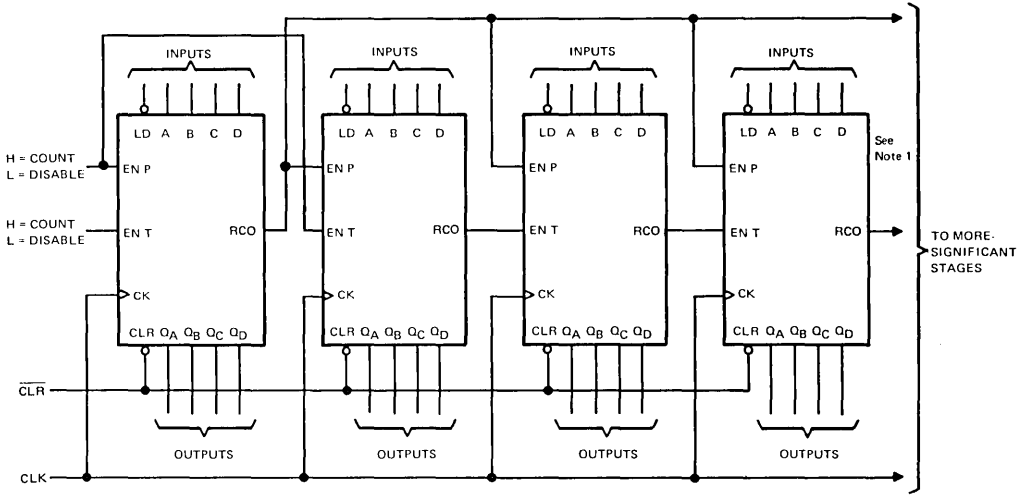 INPUTS INPUTS INPUTS INPUTS
LD A B C D LD A B C D LD A B C D LD A B C D
See
Note 1
H = COUNT
L = DISABLE
EN P EN P EN P EN P
H = COUNT
L = DISABLE
EN T RCO EN T RCO EN T RCO EN T RCO
TO MORE-
SIGNIFICANT
STAGES
CK CK CK CK
CLR QA QB QC QD CLR QA QB QC QD CLR QA QB QC QD CLR QA QB QC QD
CLR
OUTPUTS OUTPUTS OUTPUTS OUTPUTS
CLK